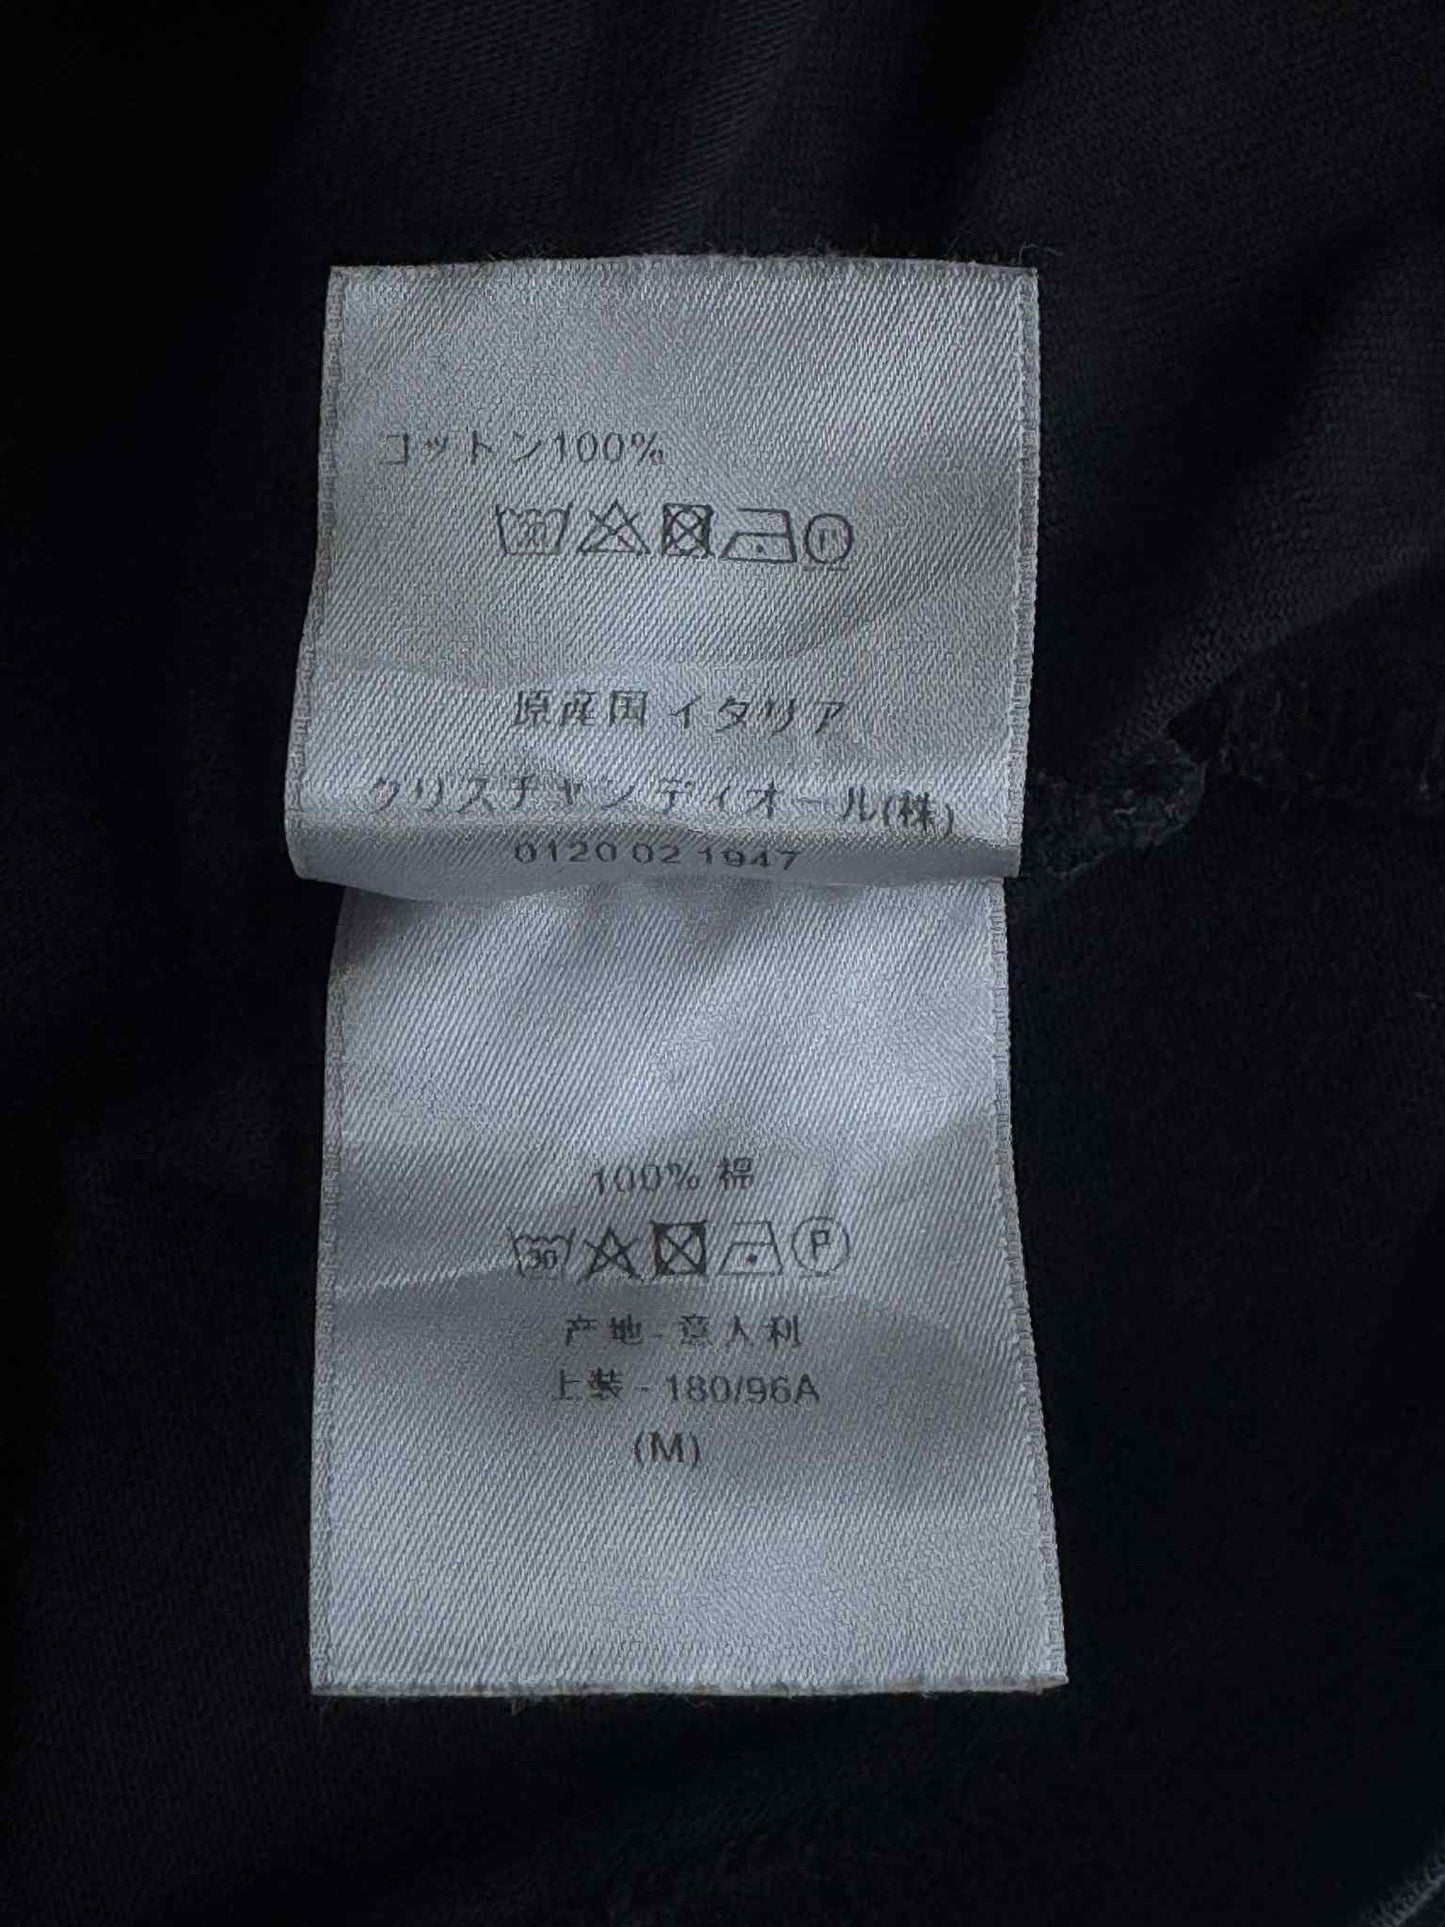 コットン100%
30 P
原産国 イタリア
クリスチャンディオール(株)
0120 02 1947
100% 棉
30 P
产地 - 意大利
上装 - 180/96A
(M)